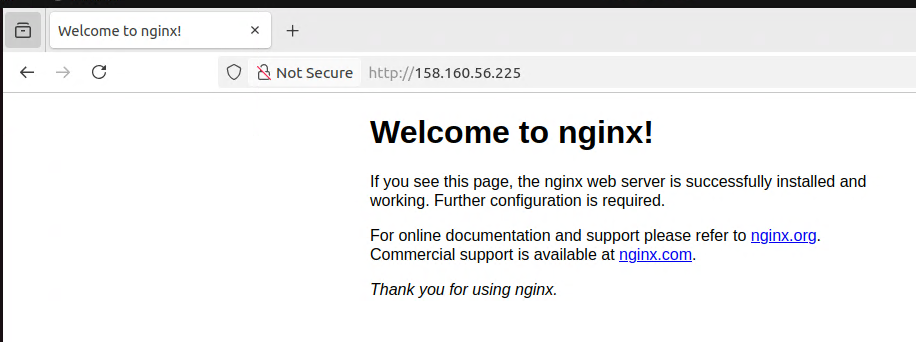 Welcome to nginx!
Not Secure http://158.160.56.225
Welcome to nginx!
If you see this page, the nginx web server is successfully installed and
working. Further configuration is required.
For online documentation and support please refer to nginx.org.
Commercial support is available at nginx.com.
Thank you for using nginx.